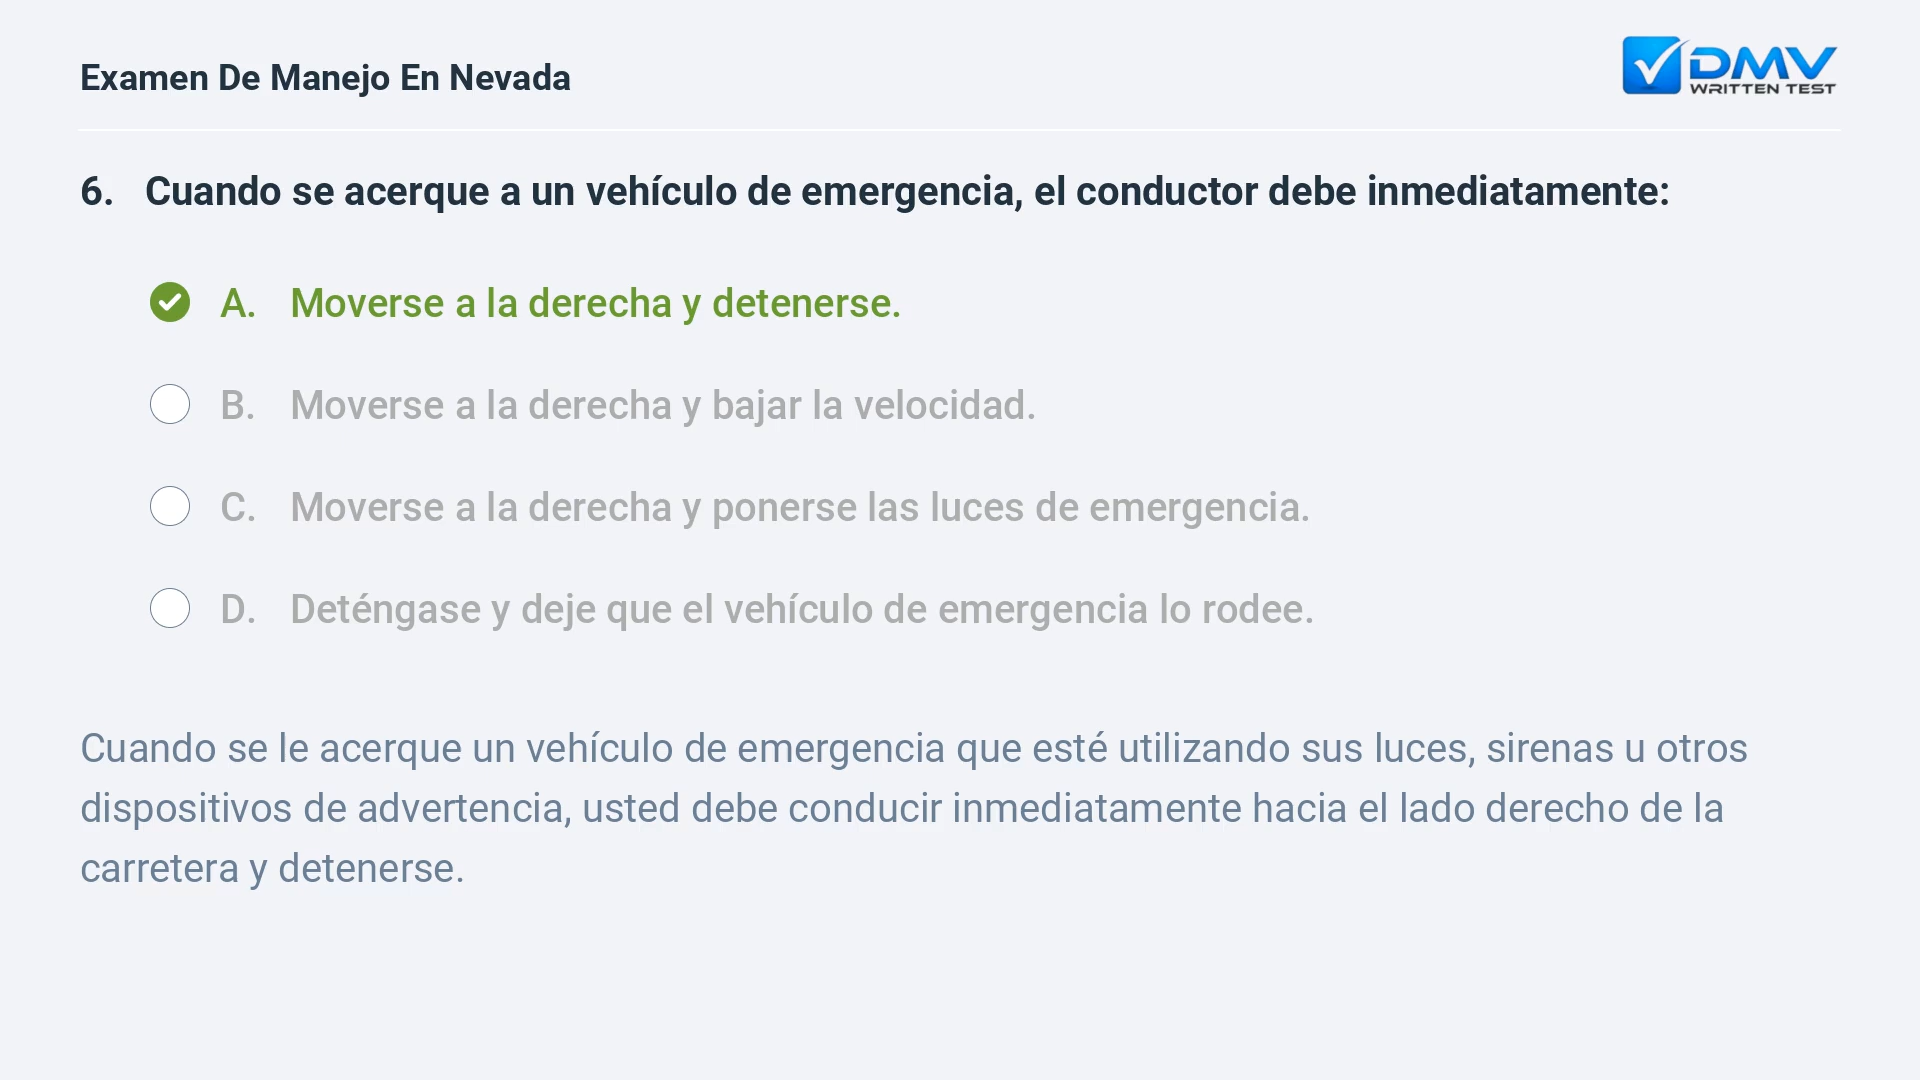 Examen De Manejo En Nevada
DMV
WRITTEN TEST
6. Cuando se acerque a un vehículo de emergencia, el conductor debe inmediatamente:
A. Moverse a la derecha y detenerse.
B. Moverse a la derecha y bajar la velocidad.
C. Moverse a la derecha y ponerse las luces de emergencia.
D. Deténgase y deje que el vehículo de emergencia lo rodee.
Cuando se le acerque un vehículo de emergencia que esté utilizando sus luces, sirenas u otros
dispositivos de advertencia, usted debe conducir inmediatamente hacia el lado derecho de la
carretera y detenerse.